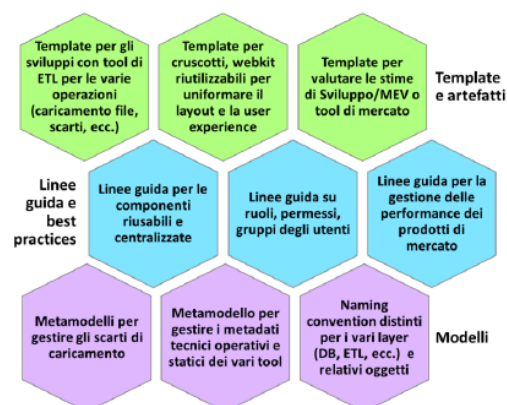 Template per gli
sviluppi con tool di
ETL per le varie
operazioni
(caricamento file,
scarti, ecc.)
Template per
cruscotti, webkit
riutilizzabili per
uniformare il
layout e la user
experience
Template per
valutare le stime
di Sviluppo/MEV o
tool di mercato
Template
e artefatti
Linee
guida e
best
practices
Linee guida per le
componenti
riusabili e
centralizzate
Linee guida su
ruoli, permessi,
gruppi degli utenti
Linee guida per la
gestione delle
performance dei
prodotti di
mercato
Metamodelli per
gestire gli scarti di
caricamento
Metamodello per
gestire i metadati
tecnici operativi e
statici dei vari tool
Naming
convention distinti
per i vari layer
(DB, ETL, ecc.) e
relativi oggetti
Modelli